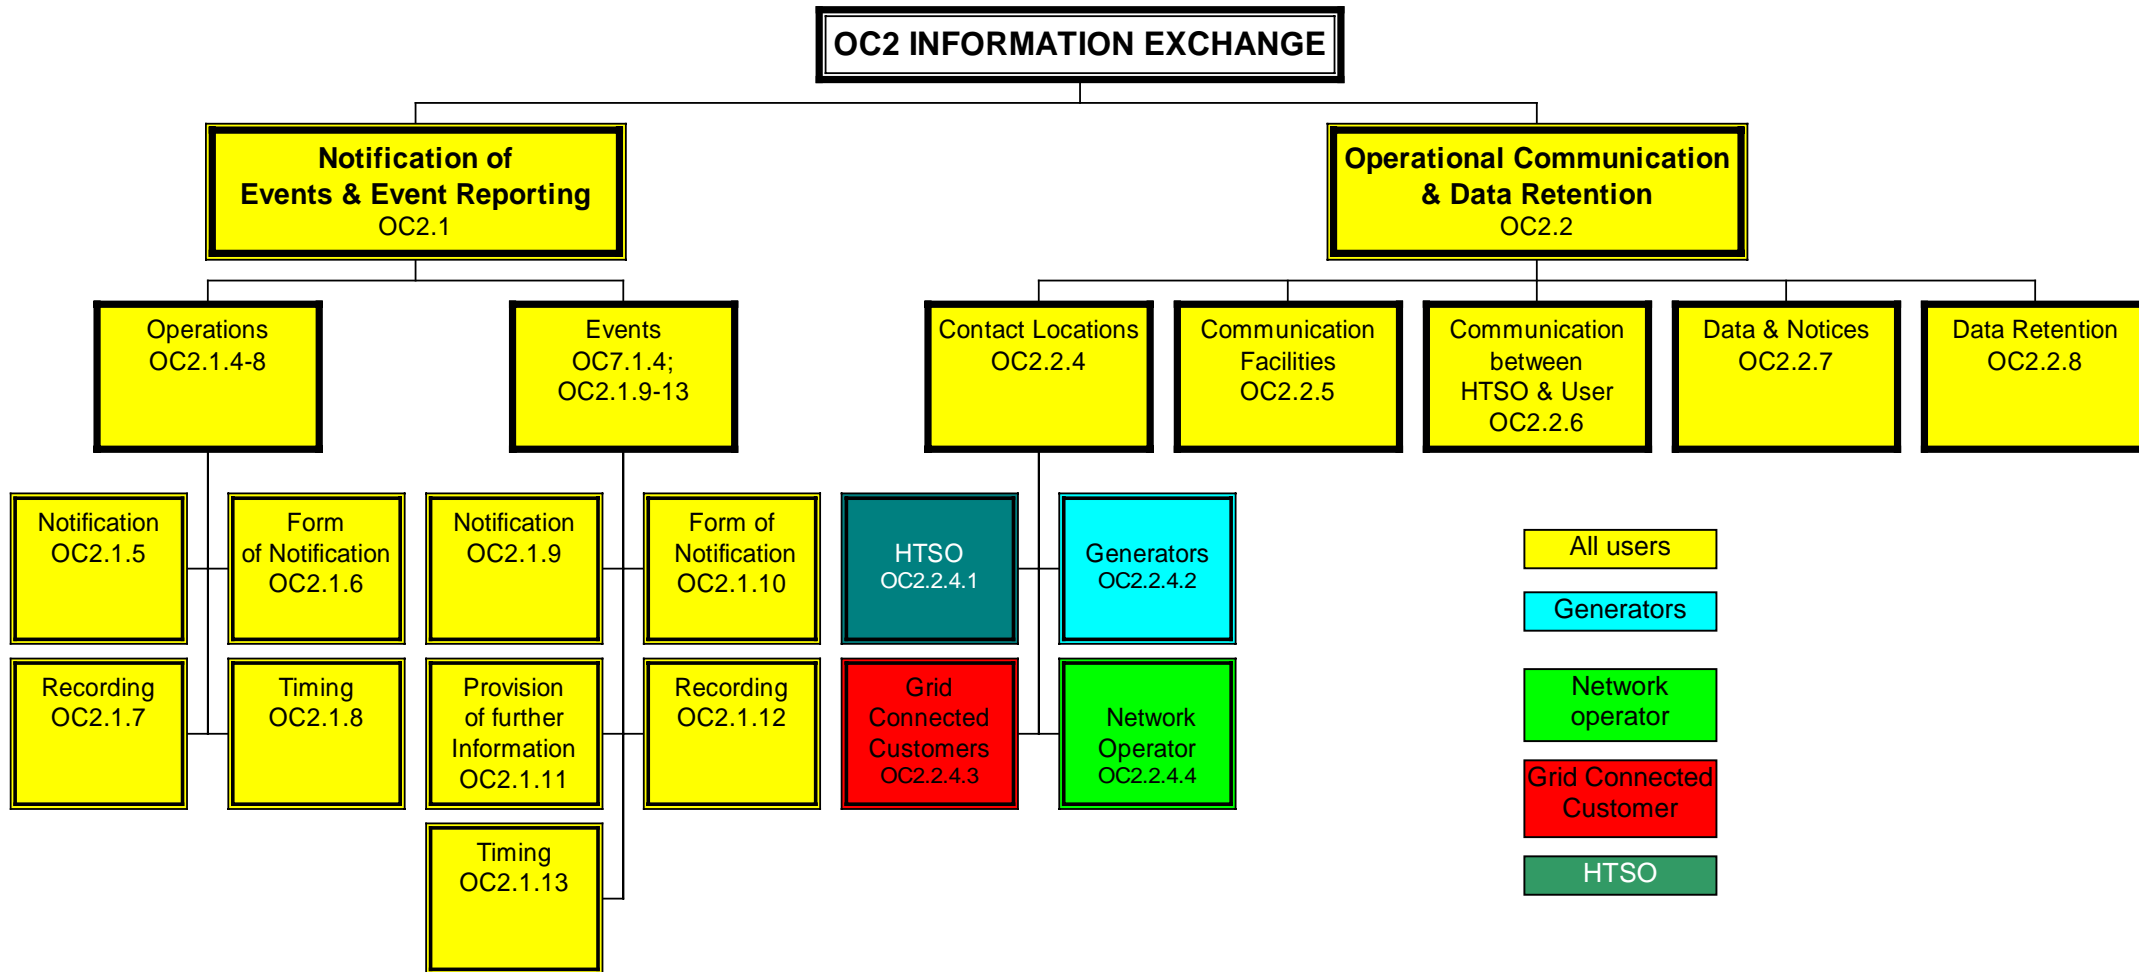 OC2 INFORMATION EXCHANGE
Notification of
Events & Event Reporting
OC2.1
Operational Communication
& Data Retention
OC2.2
Operations
OC2.1.4-8
Events
OC7.1.4;
OC2.1.9-13
Contact Locations
OC2.2.4
Communication
Facilities
OC2.2.5
Communication
between
HTSO & User
OC2.2.6
Data & Notices
OC2.2.7
Data Retention
OC2.2.8
Notification
OC2.1.5
Form
of Notification
OC2.1.6
Notification
OC2.1.9
Form of
Notification
OC2.1.10
HTSO
OC2.2.4.1
Generators
OC2.2.4.2
Recording
OC2.1.7
Timing
OC2.1.8
Provision
of further
Information
OC2.1.11
Recording
OC2.1.12
Grid
Connected
Customers
OC2.2.4.3
Network
Operator
OC2.2.4.4
Timing
OC2.1.13
All users
Generators
Network
operator
Grid Connected
Customer
HTSO